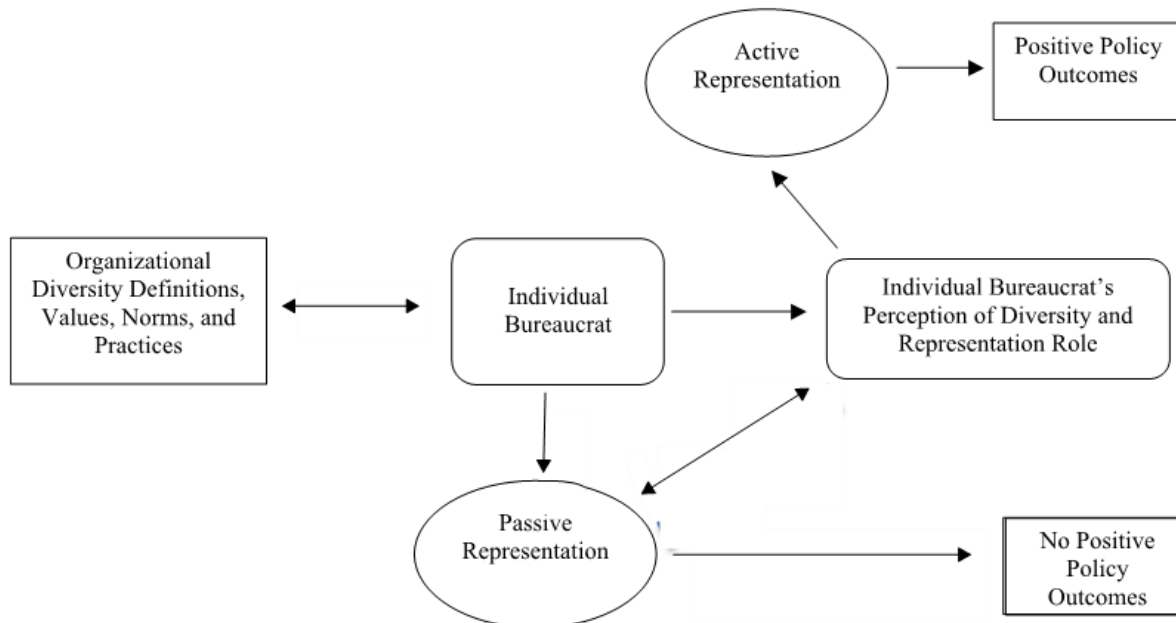 Active
Representation
Positive Policy
Outcomes
Organizational
Diversity Definitions,
Values, Norms, and
Practices
Individual
Bureaucrat
Individual Bureaucrat’s
Perception of Diversity and
Representation Role
Passive
Representation
No Positive
Policy
Outcomes